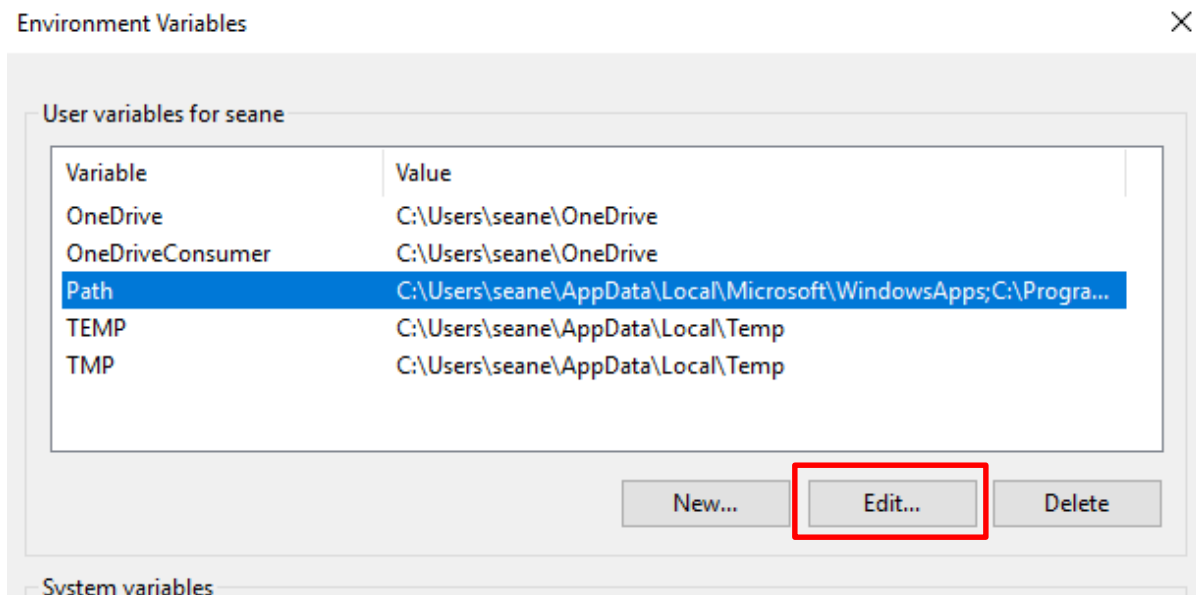 Environment Variables
User variables for seane
Variable Value
OneDrive C:\Users\seane\OneDrive
OneDriveConsumer C:\Users\seane\OneDrive
Path C:\Users\seane\AppData\Local\Microsoft\WindowsApps;C:\Progra...
TEMP C:\Users\seane\AppData\Local\Temp
TMP C:\Users\seane\AppData\Local\Temp
New... Edit... Delete
System variables